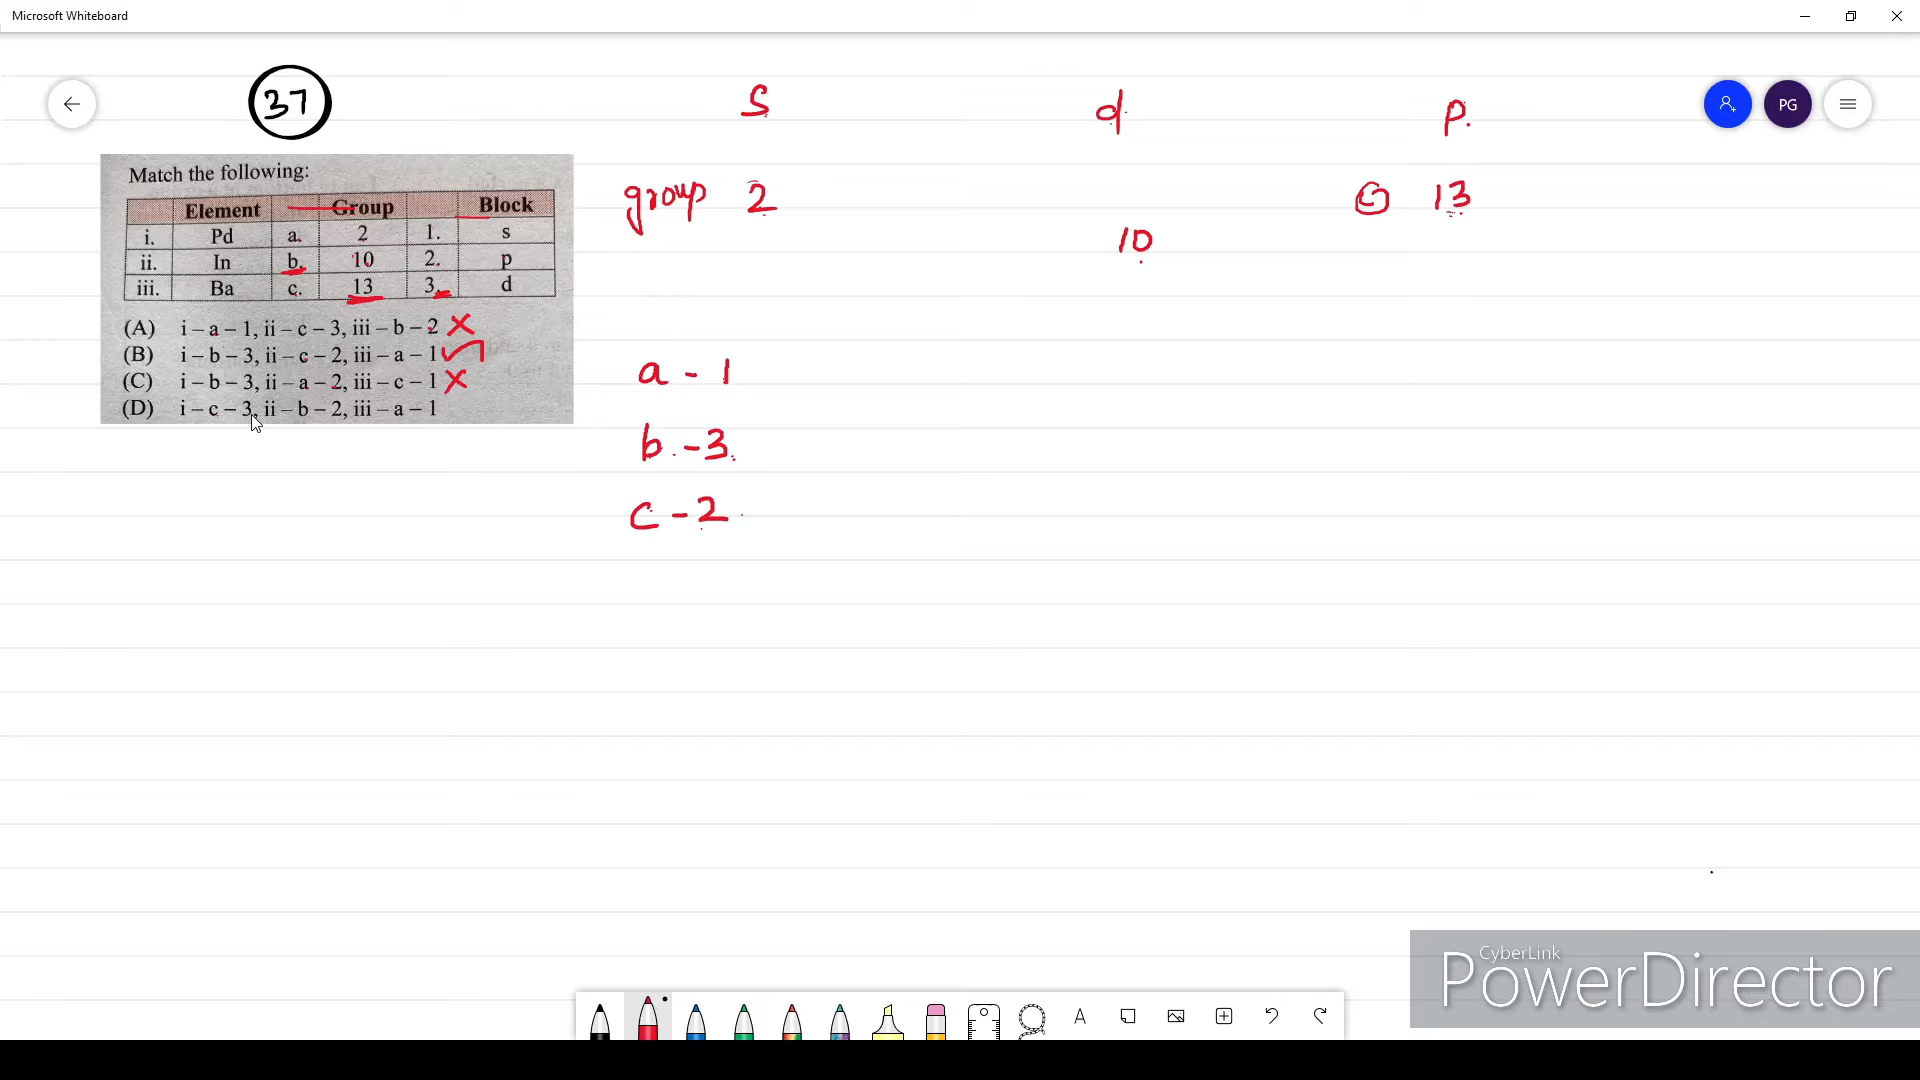 Microsoft Whiteboard
37
S d p.
PG
Match the following:
Element Group Block
i. Pd a. 2 1. s
ii. In b. 10 2. p
iii. Ba c. 13 3. d
(A) i – a – 1, ii – c – 3, iii – b – 2
(B) i – b – 3, ii – c – 2, iii – a – 1
(C) i – b – 3, ii – a – 2, iii – c – 1
(D) i – c – 3, ii – b – 2, iii – a – 1
group 2 13
10
a - 1
b - 3
c - 2
CyberLink
PowerDirector
A